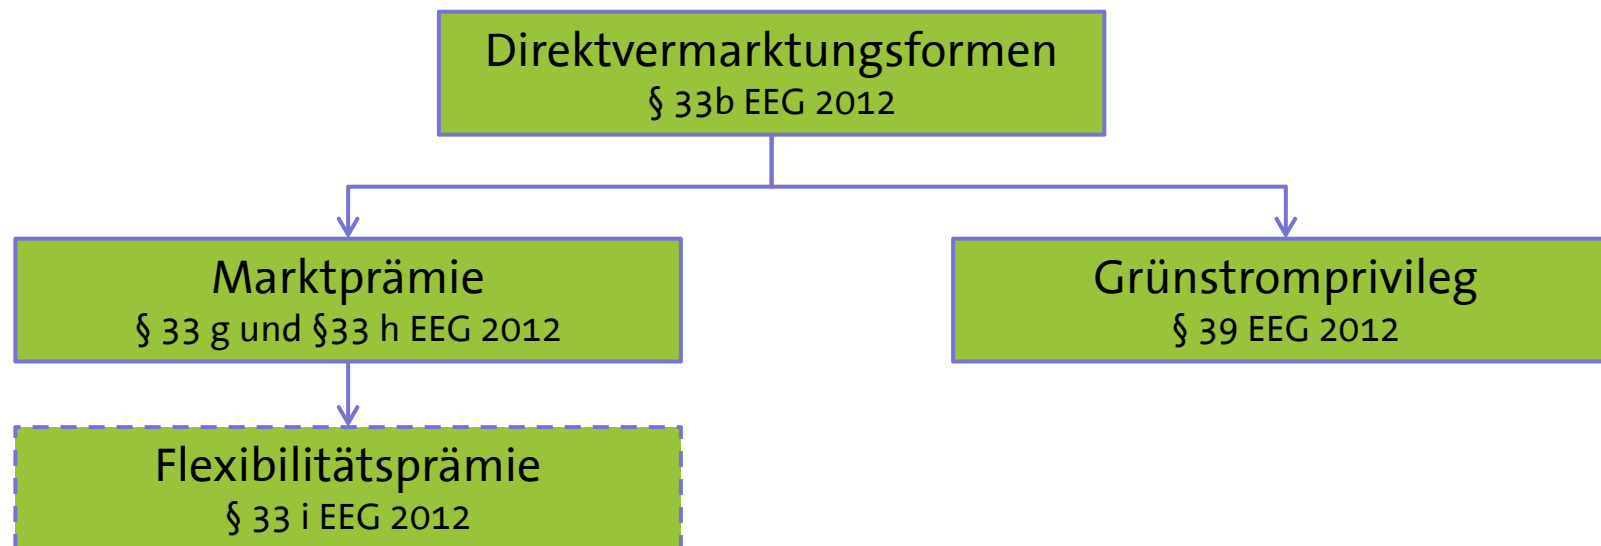 Direktvermarktungsformen
§ 33b EEG 2012
Marktprämie
§ 33 g und §33 h EEG 2012
Grünstromprivileg
§ 39 EEG 2012
Flexibilitätsprämie
§ 33 i EEG 2012